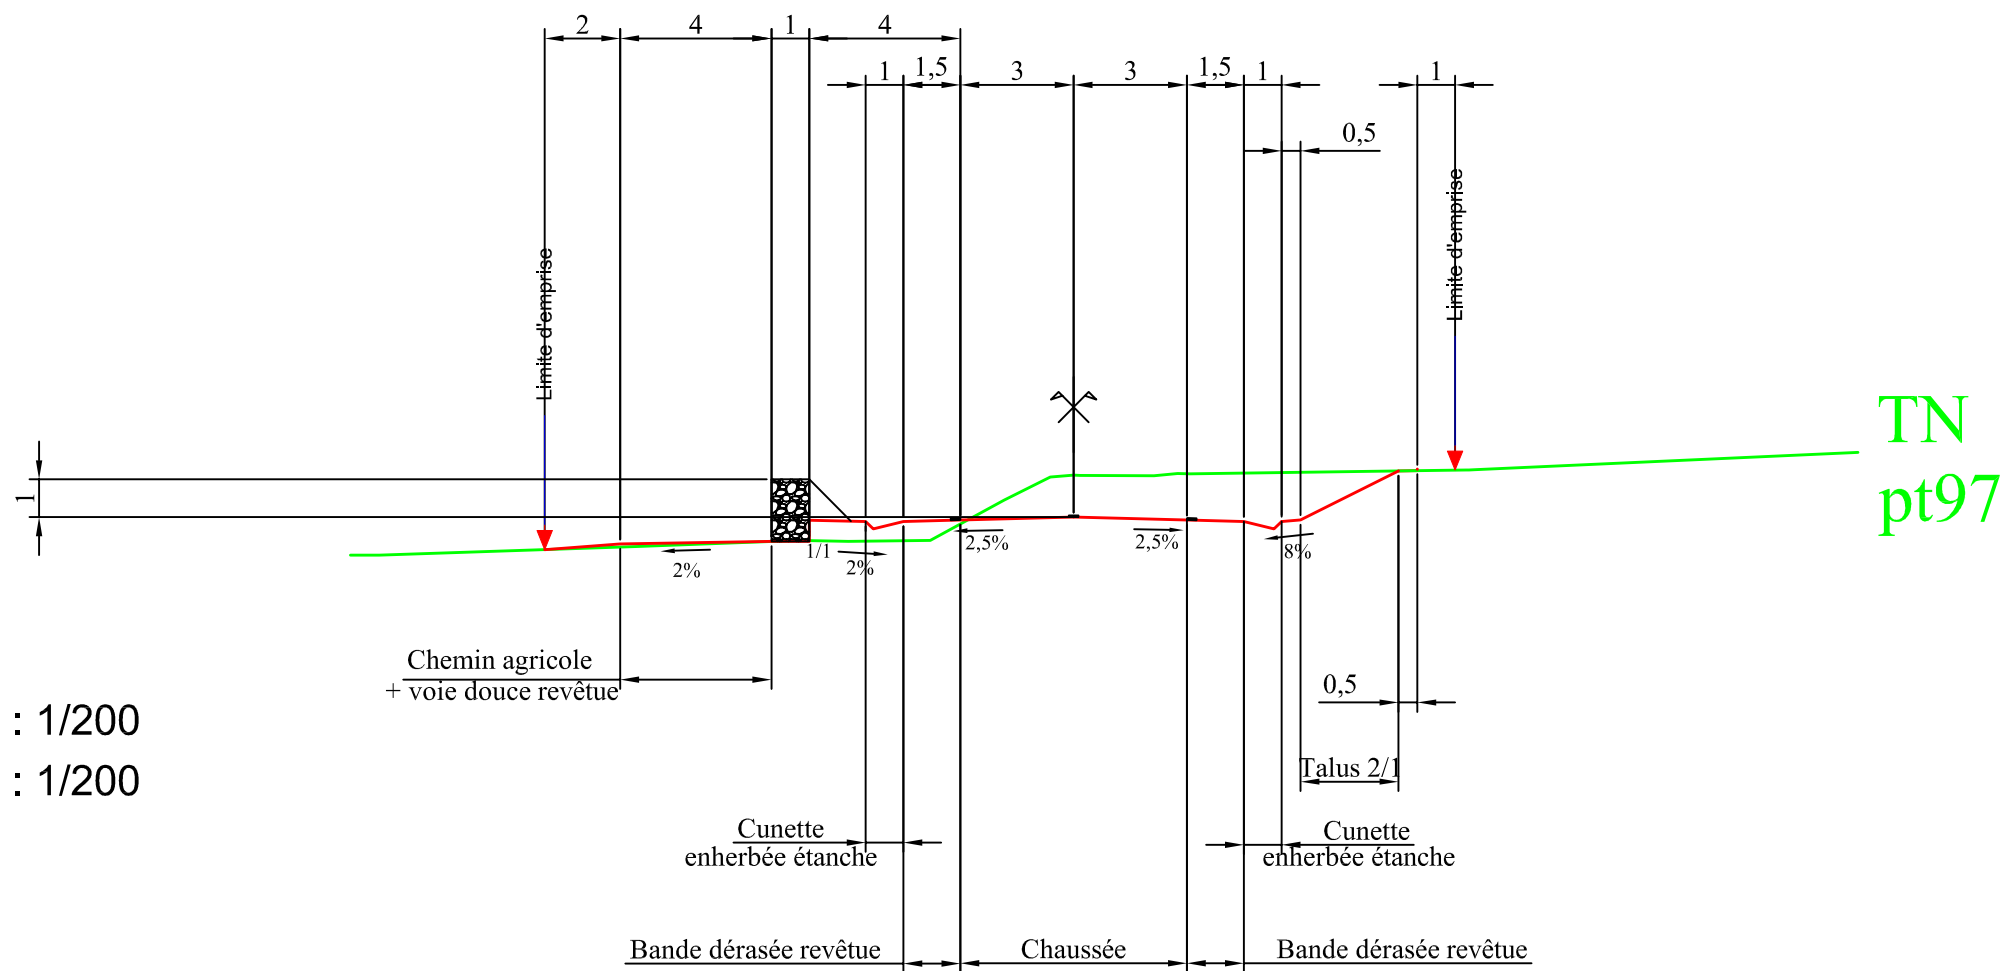 2
4
1
4
1
1,5
3
3
1,5
1
1
0,5
Limite d'emprise
Limite d'emprise
TN
pt97
1
1/1
2%
2%
2,5%
2,5%
8%
Chemin agricole
+ voie douce revêtue
0,5
: 1/200
: 1/200
Talus 2/1
Cunette
enherbée étanche
Cunette
enherbée étanche
Bande dérasée revêtue
Chaussée
Bande dérasée revêtue